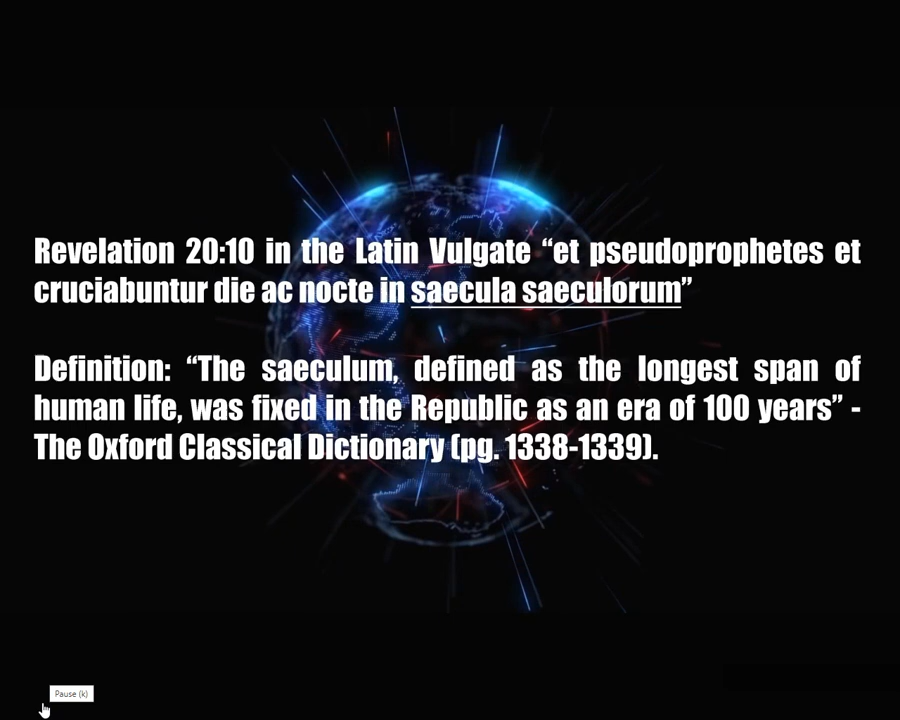 Revelation 20:10 in the Latin Vulgate “et pseudoprophetes et
cruciabuntur die ac nocte in saecula saeculorum”
Definition: “The saeculum, defined as the longest span of
human life, was fixed in the Republic as an era of 100 years” -
The Oxford Classical Dictionary (pg. 1338-1339).
Pause (k)